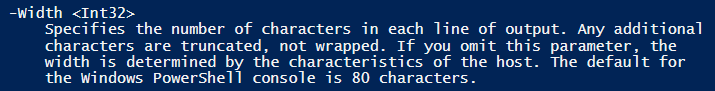 -Width <Int32>
Specifies the number of characters in each line of output. Any additional
characters are truncated, not wrapped. If you omit this parameter, the
width is determined by the characteristics of the host. The default for
the Windows PowerShell console is 80 characters.